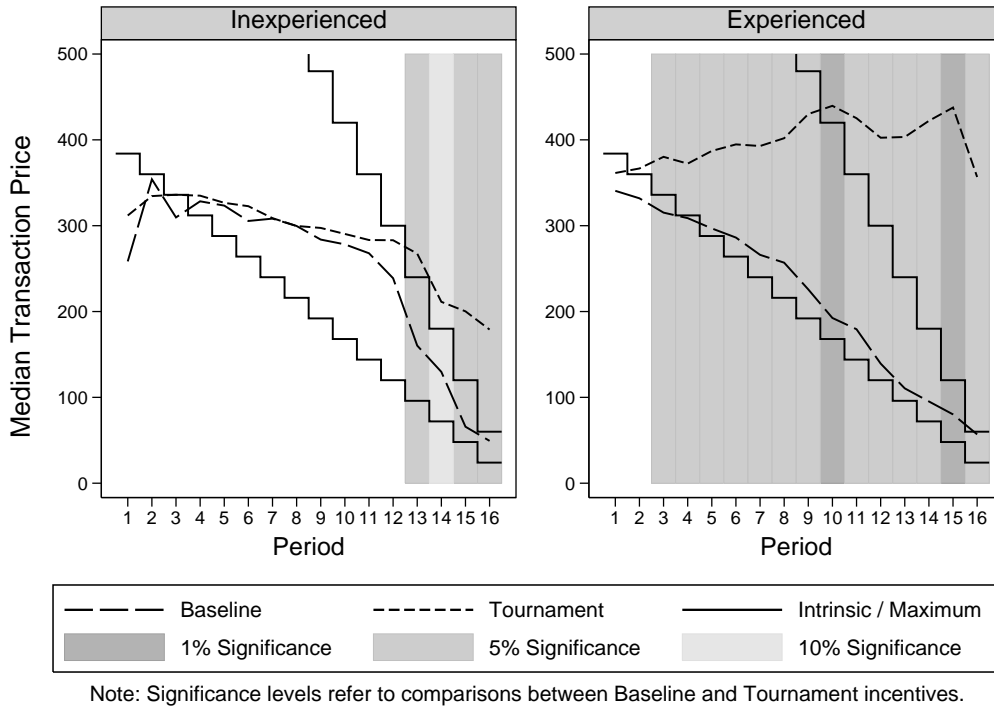 Inexperienced
Experienced
Median Transaction Price
500
400
300
200
100
0
1 2 3 4 5 6 7 8 9 10 11 12 13 14 15 16
Period
500
400
300
200
100
0
1 2 3 4 5 6 7 8 9 10 11 12 13 14 15 16
Period
Baseline Tournament Intrinsic / Maximum
1% Significance 5% Significance 10% Significance
Note: Significance levels refer to comparisons between Baseline and Tournament incentives.